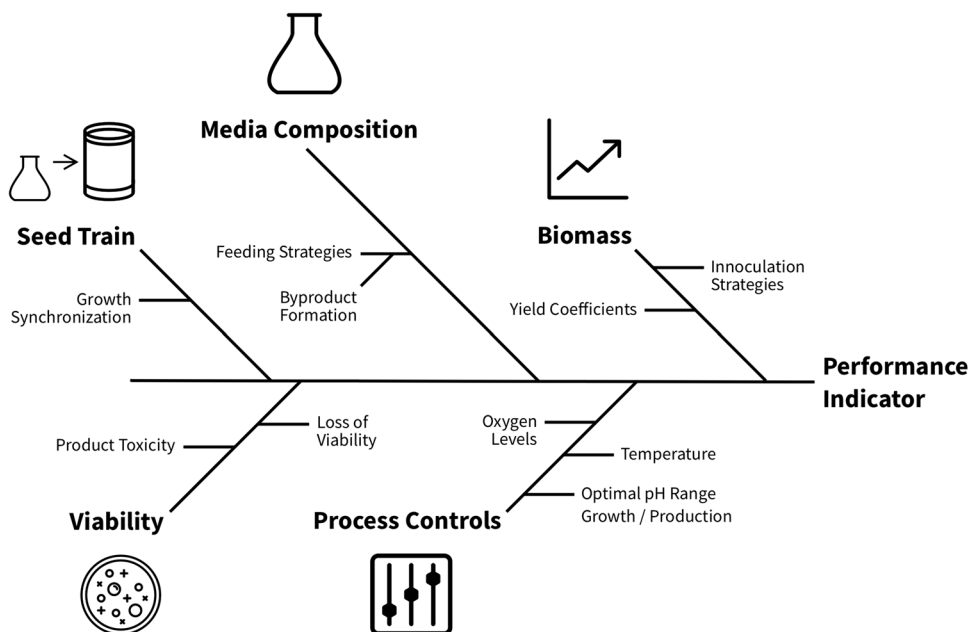 Media Composition
Seed Train
Biomass
Feeding Strategies
Innoculation
Strategies
Growth
Synchronization
Byproduct
Formation
Yield Coefficients
Performance
Indicator
Loss of
Viability
Product Toxicity
Oxygen
Levels
Temperature
Optimal pH Range
Growth / Production
Viability
Process Controls